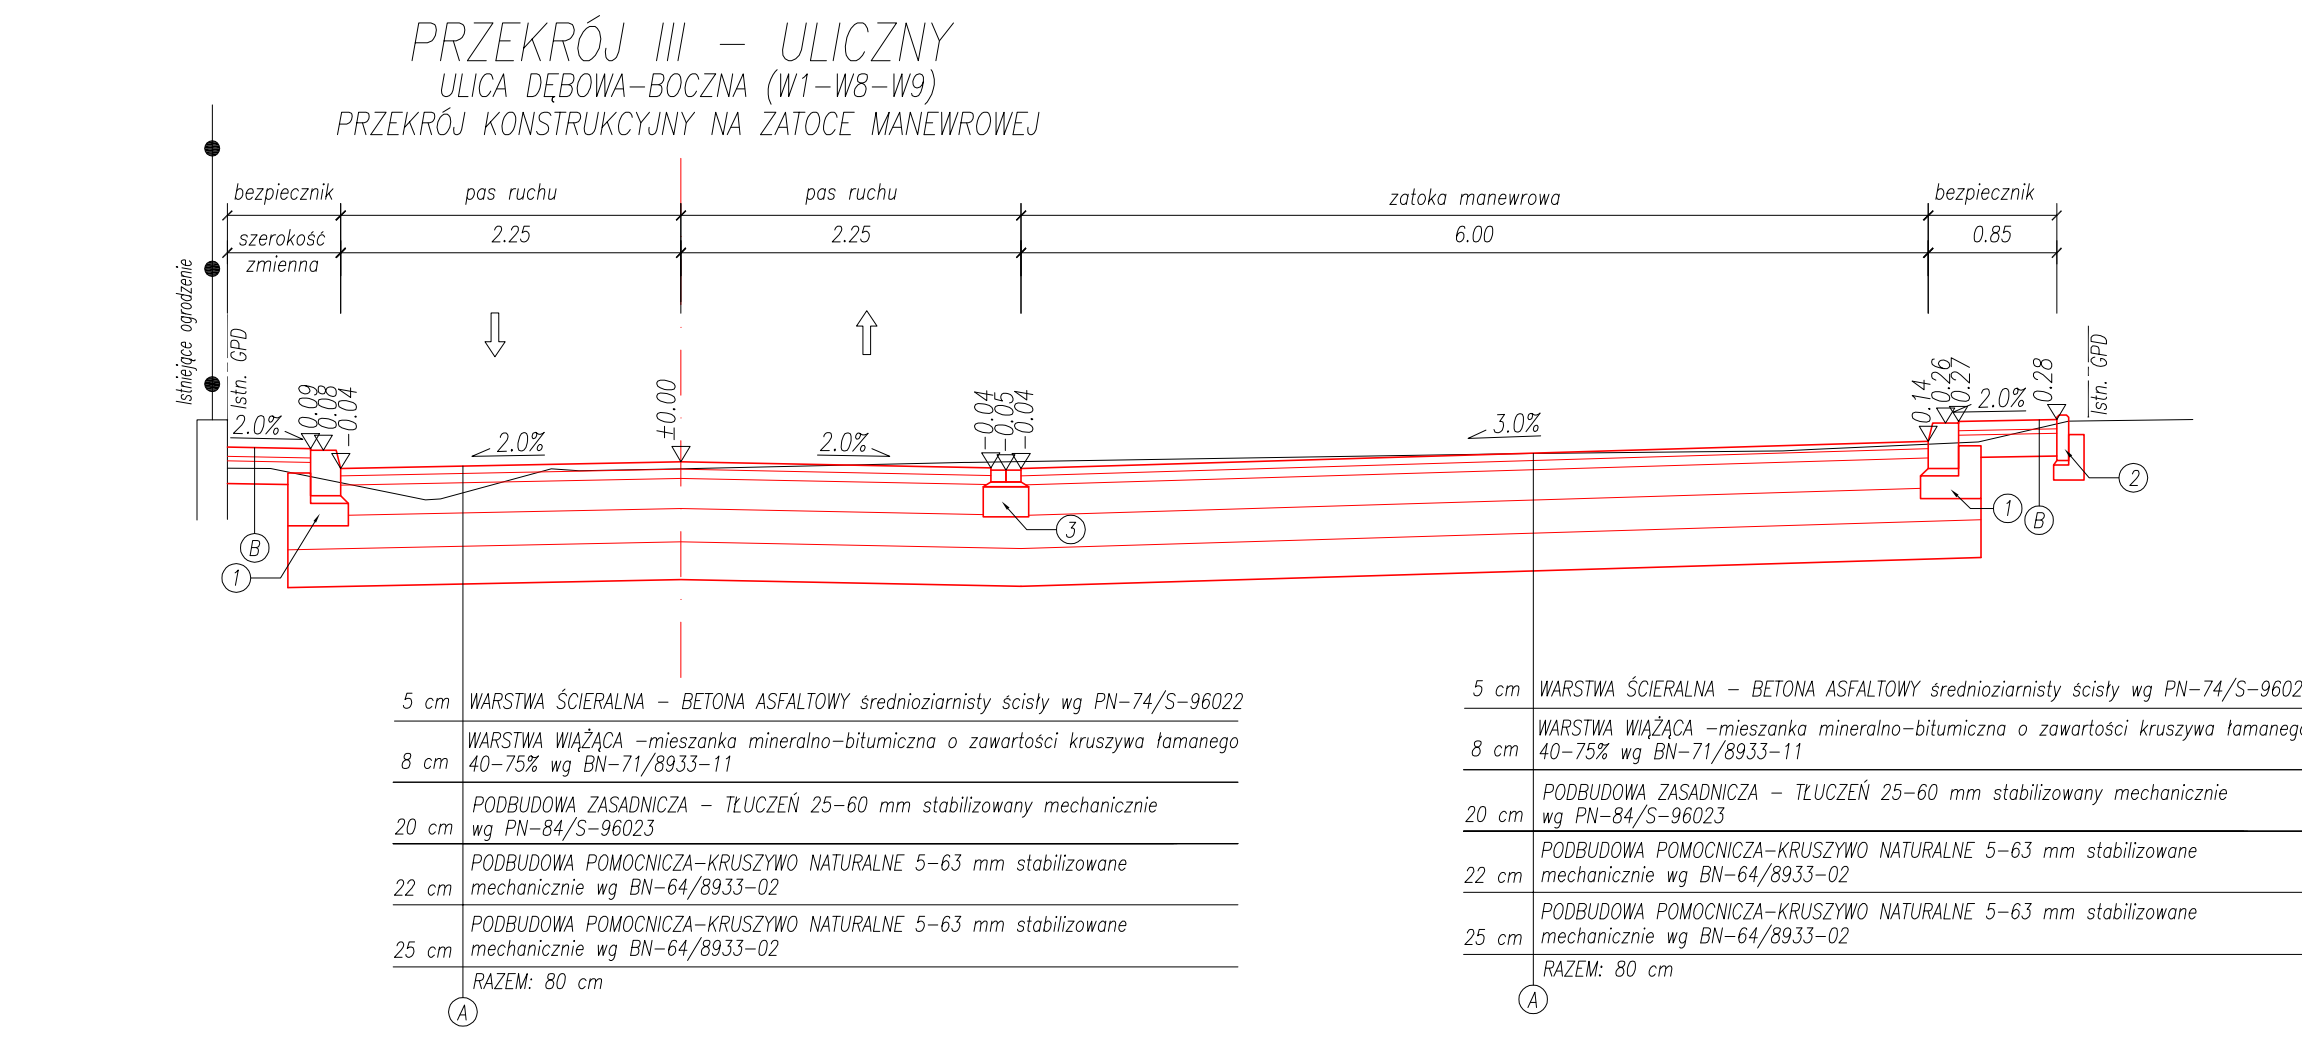 PRZEKRÓJ III – ULICZNY
ULICA DĘBOWA–BOCZNA (W1–W8–W9)
PRZEKRÓJ KONSTRUKCYJNY NA ZATOCE MANEWROWEJ
bezpiecznik
pas ruchu
pas ruchu
zatoka manewrowa
bezpiecznik
szerokość
zmienna
2.25
2.25
6.00
0.85
Istniejące ogrodzenie
Istn. GPD
Istn. GPD
2.0%
0.09
0.08
–0.04
2.0%
±0.00
2.0%
–0.04
–0.05
–0.04
3.0%
0.14
0.26
0.27
2.0%
0.28
B
1
3
1
B
2
5 cm WARSTWA ŚCIERALNA – BETONA ASFALTOWY średnioziarnisty ścisły wg PN–74/S–96022
8 cm WARSTWA WIĄŻĄCA –mieszanka mineralno–bitumiczna o zawartości kruszywa łamanego
40–75% wg BN–71/8933–11
20 cm PODBUDOWA ZASADNICZA – TŁUCZEŃ 25–60 mm stabilizowany mechanicznie
wg PN–84/S–96023
22 cm PODBUDOWA POMOCNICZA–KRUSZYWO NATURALNE 5–63 mm stabilizowane
mechanicznie wg BN–64/8933–02
25 cm PODBUDOWA POMOCNICZA–KRUSZYWO NATURALNE 5–63 mm stabilizowane
mechanicznie wg BN–64/8933–02
RAZEM: 80 cm
A
5 cm WARSTWA ŚCIERALNA – BETONA ASFALTOWY średnioziarnisty ścisły wg PN–74/S–9602
8 cm WARSTWA WIĄŻĄCA –mieszanka mineralno–bitumiczna o zawartości kruszywa łamaneg
40–75% wg BN–71/8933–11
20 cm PODBUDOWA ZASADNICZA – TŁUCZEŃ 25–60 mm stabilizowany mechanicznie
wg PN–84/S–96023
22 cm PODBUDOWA POMOCNICZA–KRUSZYWO NATURALNE 5–63 mm stabilizowane
mechanicznie wg BN–64/8933–02
25 cm PODBUDOWA POMOCNICZA–KRUSZYWO NATURALNE 5–63 mm stabilizowane
mechanicznie wg BN–64/8933–02
RAZEM: 80 cm
A